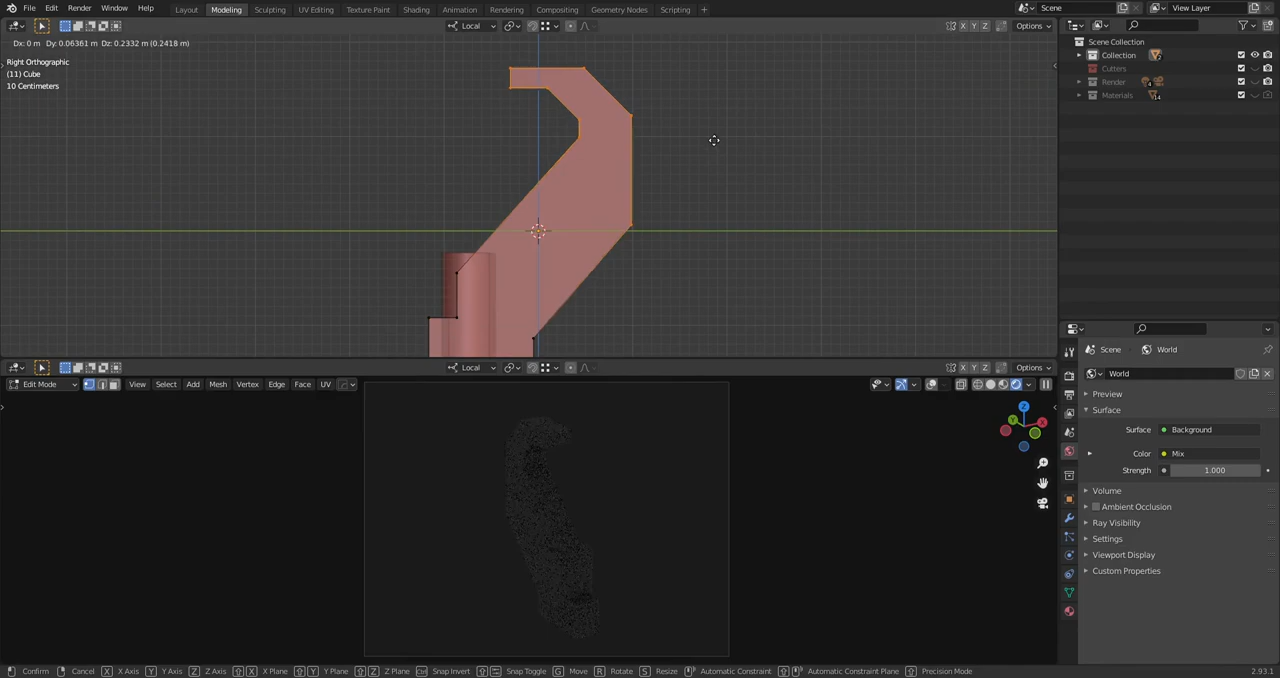 File Edit Render Window Help Layout Modeling Sculpting UV Editing Texture Paint Shading Animation Rendering Compositing Geometry Nodes Scripting + Scene View Layer
Local X Y Z Options
Dx: 0 m Dy: 0.06361 m Dz: 0.2332 m (0.2418 m)
Right Orthographic
(11) Cube
10 Centimeters
Scene Collection
Collection 2
Cutters
Render 4
Materials 14
Local X Y Z Options
Edit Mode View Select Add Mesh Vertex Edge Face UV
Z
Y X
Scene World
World
Preview
Surface
Surface Background
Color Mix
Strength 1.000
Volume
Ambient Occlusion
Ray Visibility
Settings
Viewport Display
Custom Properties
Confirm Cancel X X Axis Y Y Axis Z Z Axis X X Plane Y Y Plane Z Z Plane Ctrl Snap Invert Snap Toggle G Move R Rotate S Resize Automatic Constraint Automatic Constraint Plane Precision Mode 2.93.1